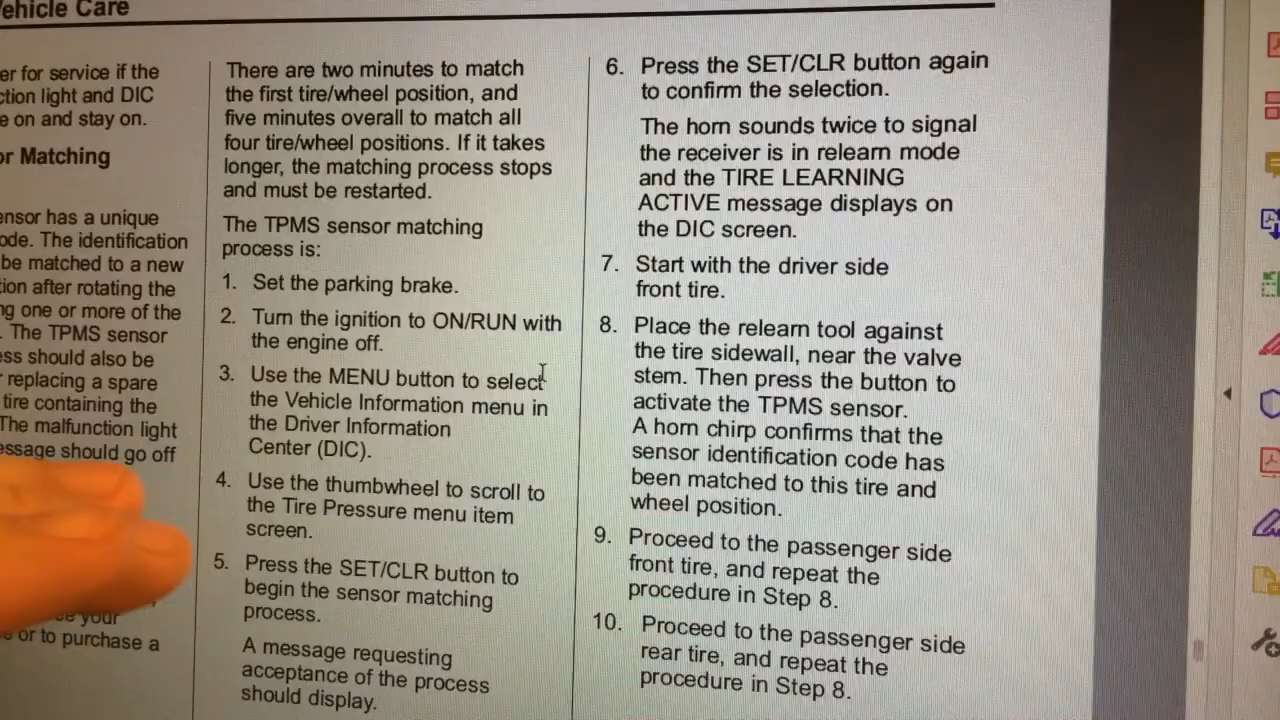 ehicle Care
er for service if the
ction light and DIC
e on and stay on.
or Matching
ensor has a unique
ode. The identification
be matched to a new
tion after rotating the
ng one or more of the
. The TPMS sensor
ess should also be
r replacing a spare
tire containing the
The malfunction light
essage should go off
your
e or to purchase a
There are two minutes to match
the first tire/wheel position, and
five minutes overall to match all
four tire/wheel positions. If it takes
longer, the matching process stops
and must be restarted.
The TPMS sensor matching
process is:
1. Set the parking brake.
2. Turn the ignition to ON/RUN with
the engine off.
3. Use the MENU button to select
the Vehicle Information menu in
the Driver Information
Center (DIC).
4. Use the thumbwheel to scroll to
the Tire Pressure menu item
screen.
5. Press the SET/CLR button to
begin the sensor matching
process.
A message requesting
acceptance of the process
should display.
6. Press the SET/CLR button again
to confirm the selection.
The horn sounds twice to signal
the receiver is in relearn mode
and the TIRE LEARNING
ACTIVE message displays on
the DIC screen.
7. Start with the driver side
front tire.
8. Place the relearn tool against
the tire sidewall, near the valve
stem. Then press the button to
activate the TPMS sensor.
A horn chirp confirms that the
sensor identification code has
been matched to this tire and
wheel position.
9. Proceed to the passenger side
front tire, and repeat the
procedure in Step 8.
10. Proceed to the passenger side
rear tire, and repeat the
procedure in Step 8.